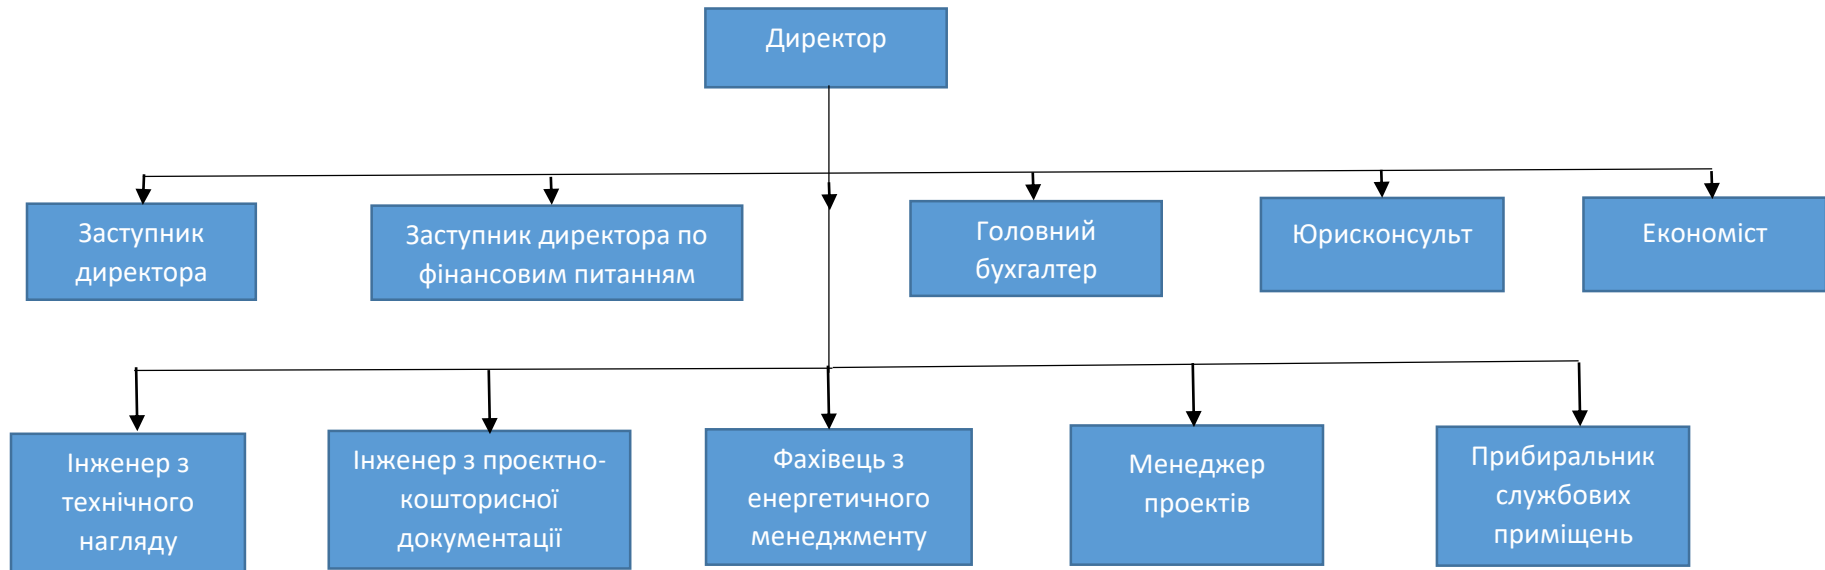 Директор
Заступник
директора
Заступник директора по
фінансовим питанням
Головний
бухгалтер
Юрисконсульт
Економіст
Інженер з
технічного
нагляду
Інженер з проєктно-
кошторисної
документації
Фахівець з
енергетичного
менеджменту
Менеджер
проектів
Прибиральник
службових
приміщень